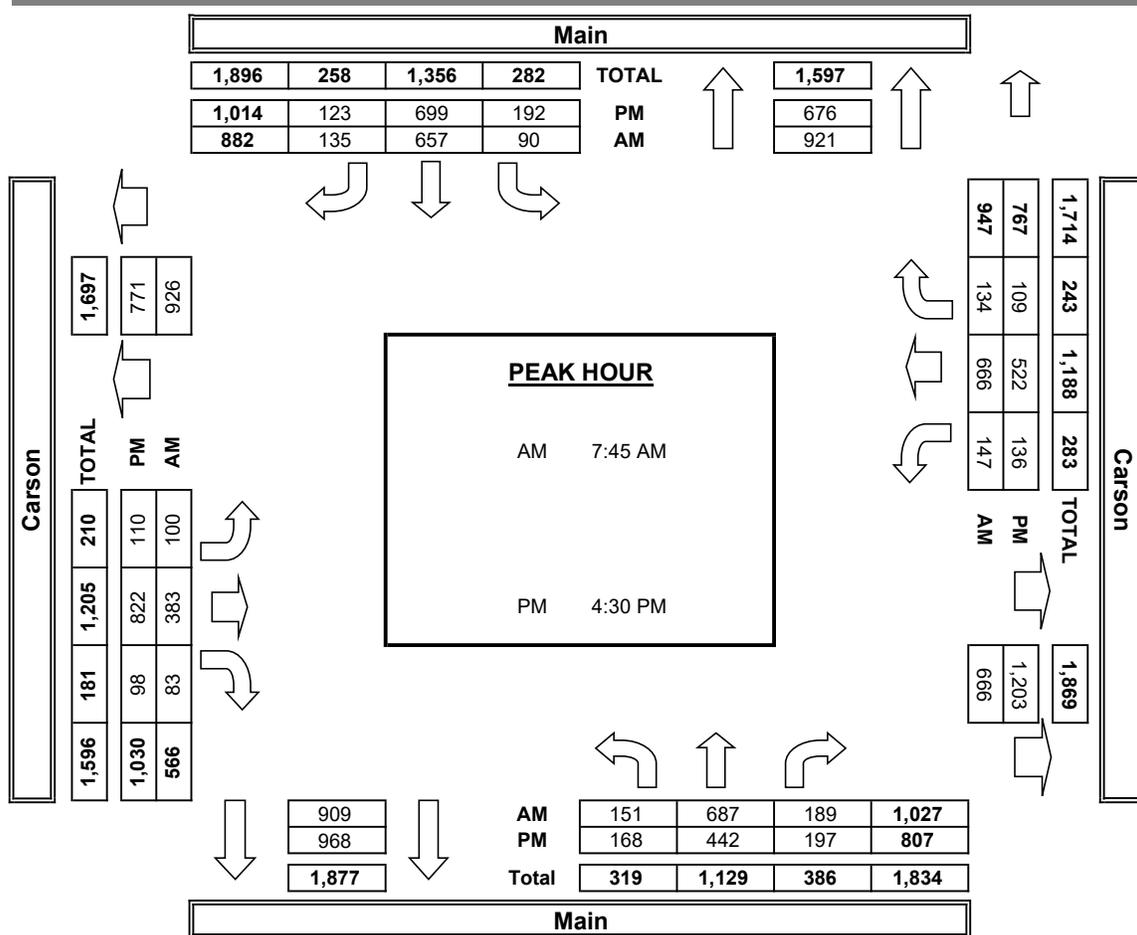 Main
1,896 258 1,356 282 TOTAL 1,597
1,014 123 699 192 PM 676
882 135 657 90 AM 921
Carson
1,697
771
926
TOTAL
PM
AM
210 1,205 181 1,596
110 822 98 1,030
100 383 83 566
PEAK HOUR
AM 7:45 AM
PM 4:30 PM
1,714 243 1,188 283 TOTAL 1,869
767 109 522 136 PM 1,203
947 134 666 147 AM 666
Carson
909 AM 151 687 189 1,027
968 PM 168 442 197 807
1,877 Total 319 1,129 386 1,834
Main